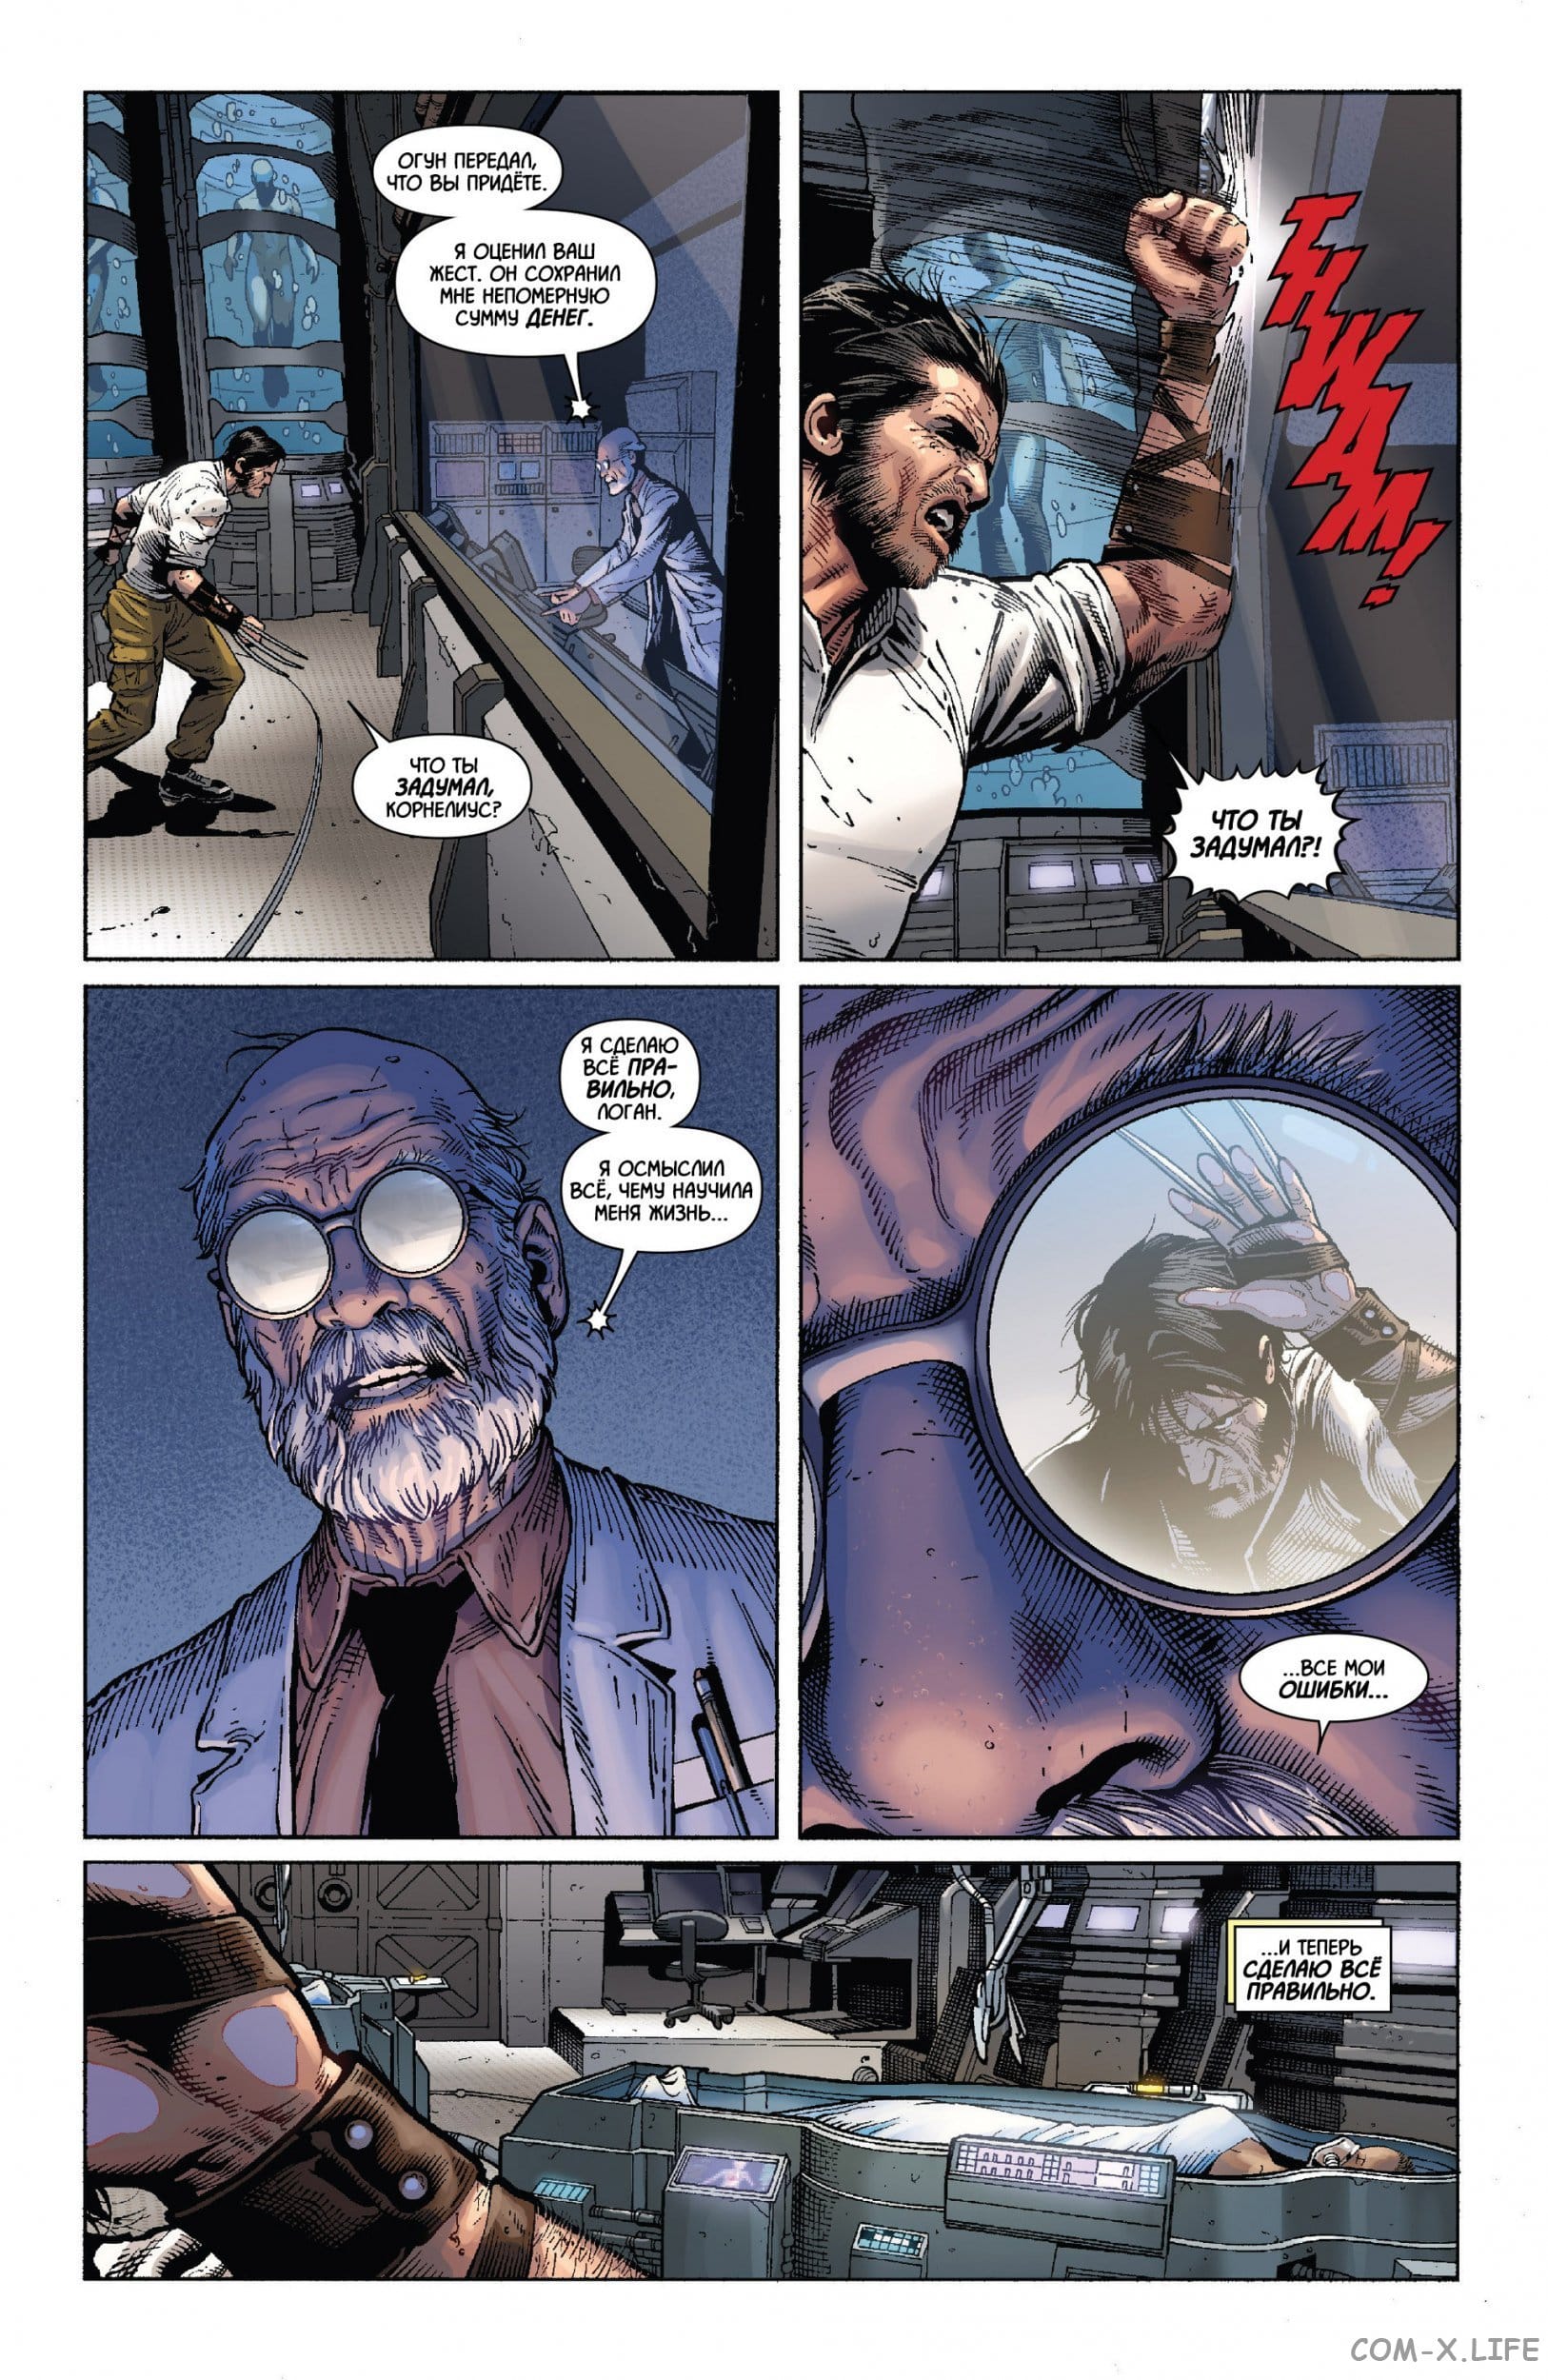 ОГУН ПЕРЕДАЛ,
ЧТО ВЫ ПРИДЁТЕ.
Я ОЦЕНИЛ ВАШ
ЖЕСТ. ОН СОХРАНИЛ
МНЕ НЕПОМЕРНУЮ
СУММУ ДЕНЕГ.
ЧТО ТЫ
ЗАДУМАЛ,
КОРНЕЛИУС?
THWAM!
ЧТО ТЫ
ЗАДУМАЛ?!
Я СДЕЛАЮ
ВСЁ ПРА-
ВИЛЬНО,
ЛОГАН.
Я ОСМЫСЛИЛ
ВСЁ, ЧЕМУ НАУЧИЛА
МЕНЯ ЖИЗНЬ...
...ВСЕ МОИ
ОШИБКИ...
...И ТЕПЕРЬ
СДЕЛАЮ ВСЁ
ПРАВИЛЬНО.
COM-X.LIFE